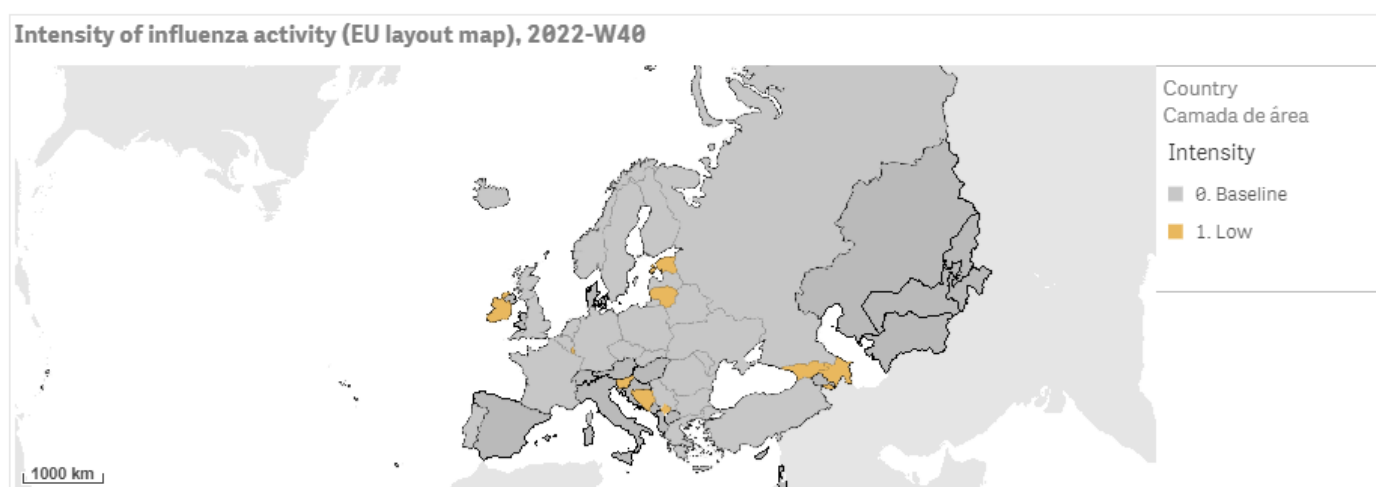 Intensity of influenza activity (EU layout map), 2022-W40
Country
Camada de área
Intensity
0. Baseline
1. Low
1000 km